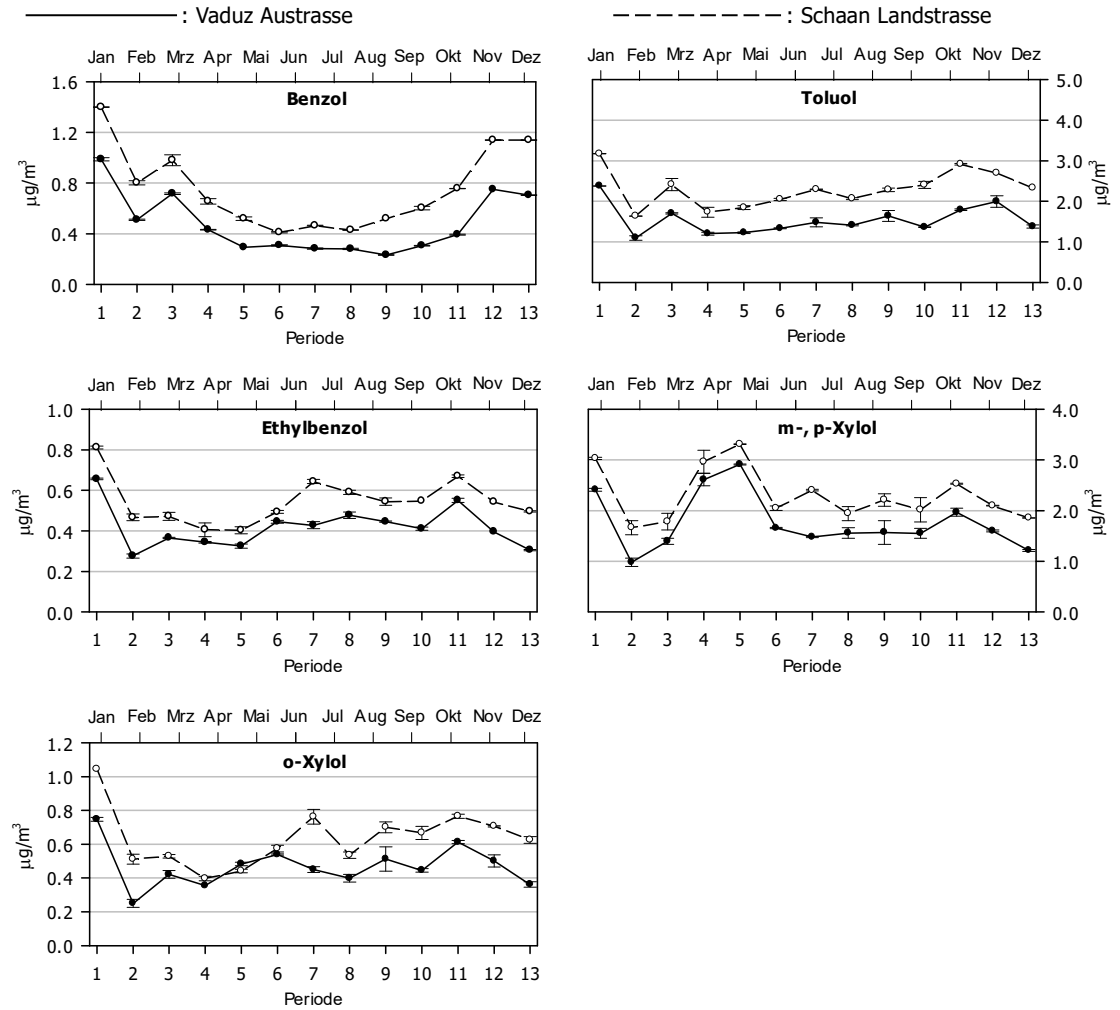 : Vaduz Austrasse
: Schaan Landstrasse
Jan Feb Mrz Apr Mai Jun Jul Aug Sep Okt Nov Dez
Benzol
1.6
1.2
0.8
0.4
0.0
µg/m³
1 2 3 4 5 6 7 8 9 10 11 12 13
Periode
Jan Feb Mrz Apr Mai Jun Jul Aug Sep Okt Nov Dez
Toluol
5.0
4.0
3.0
2.0
1.0
0.0
µg/m³
1 2 3 4 5 6 7 8 9 10 11 12 13
Periode
Jan Feb Mrz Apr Mai Jun Jul Aug Sep Okt Nov Dez
Ethylbenzol
1.0
0.8
0.6
0.4
0.2
0.0
µg/m³
1 2 3 4 5 6 7 8 9 10 11 12 13
Periode
Jan Feb Mrz Apr Mai Jun Jul Aug Sep Okt Nov Dez
m-, p-Xylol
4.0
3.0
2.0
1.0
0.0
µg/m³
1 2 3 4 5 6 7 8 9 10 11 12 13
Periode
Jan Feb Mrz Apr Mai Jun Jul Aug Sep Okt Nov Dez
o-Xylol
1.2
1.0
0.8
0.6
0.4
0.2
0.0
µg/m³
1 2 3 4 5 6 7 8 9 10 11 12 13
Periode